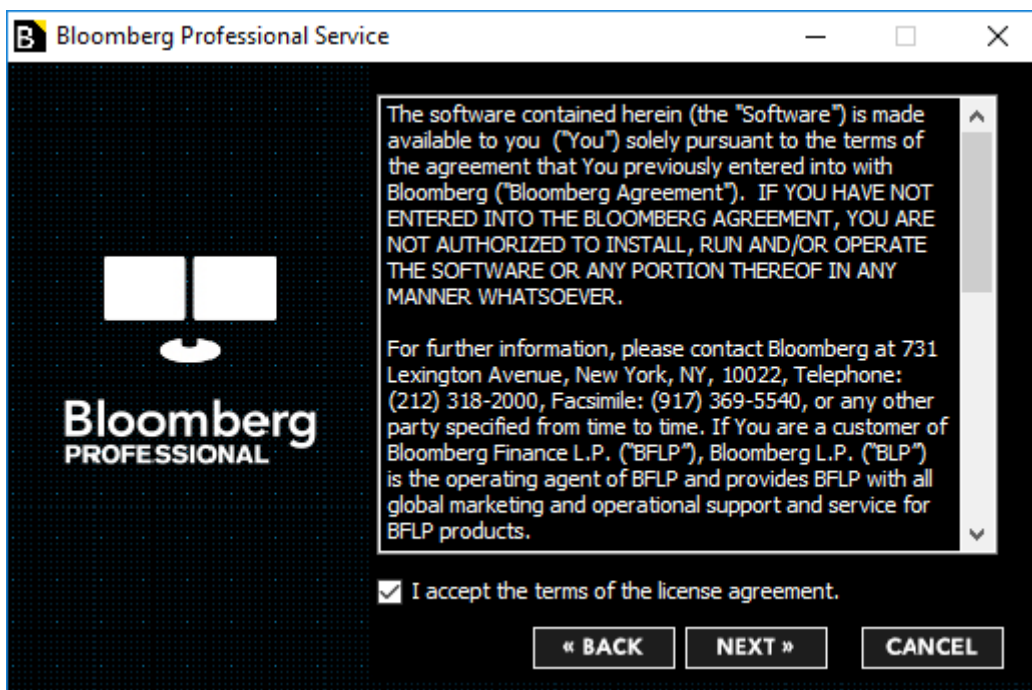 Bloomberg Professional Service
The software contained herein (the "Software") is made
available to you  ("You") solely pursuant to the terms of
the agreement that You previously entered into with
Bloomberg ("Bloomberg Agreement").  IF YOU HAVE NOT
ENTERED INTO THE BLOOMBERG AGREEMENT, YOU ARE
NOT AUTHORIZED TO INSTALL, RUN AND/OR OPERATE
THE SOFTWARE OR ANY PORTION THEREOF IN ANY
MANNER WHATSOEVER.
For further information, please contact Bloomberg at 731
Lexington Avenue, New York, NY, 10022, Telephone:
(212) 318-2000, Facsimile: (917) 369-5540, or any other
party specified from time to time. If You are a customer of
Bloomberg Finance L.P. ("BFLP"), Bloomberg L.P. ("BLP")
is the operating agent of BFLP and provides BFLP with all
global marketing and operational support and service for
BFLP products.
Bloomberg
PROFESSIONAL
I accept the terms of the license agreement.
« BACK
NEXT »
CANCEL